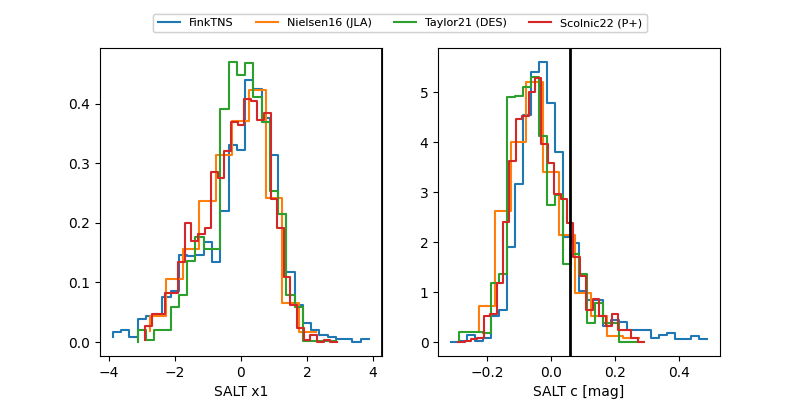 FinkTNS Nielsen16 (JLA) Taylor21 (DES) Scolnic22 (P+)
0.4
0.3
0.2
0.1
0.0
−4 −2 0 2 4
SALT x1
5
4
3
2
1
0
−0.2 0.0 0.2 0.4
SALT c [mag]